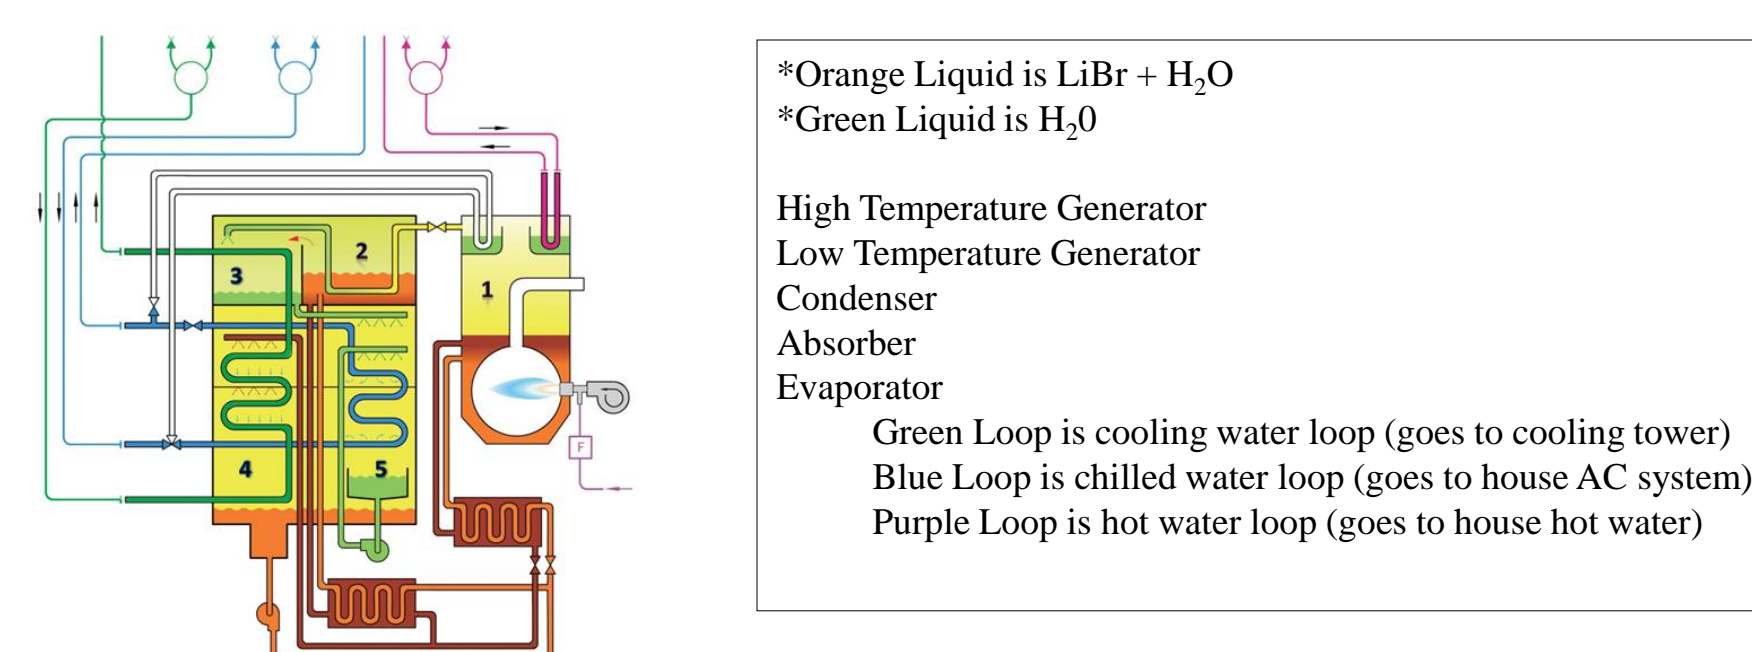 2
3
1
4
5
F
*Orange Liquid is LiBr + H₂O
*Green Liquid is H₂0
High Temperature Generator
Low Temperature Generator
Condenser
Absorber
Evaporator
Green Loop is cooling water loop (goes to cooling tower)
Blue Loop is chilled water loop (goes to house AC system)
Purple Loop is hot water loop (goes to house hot water)